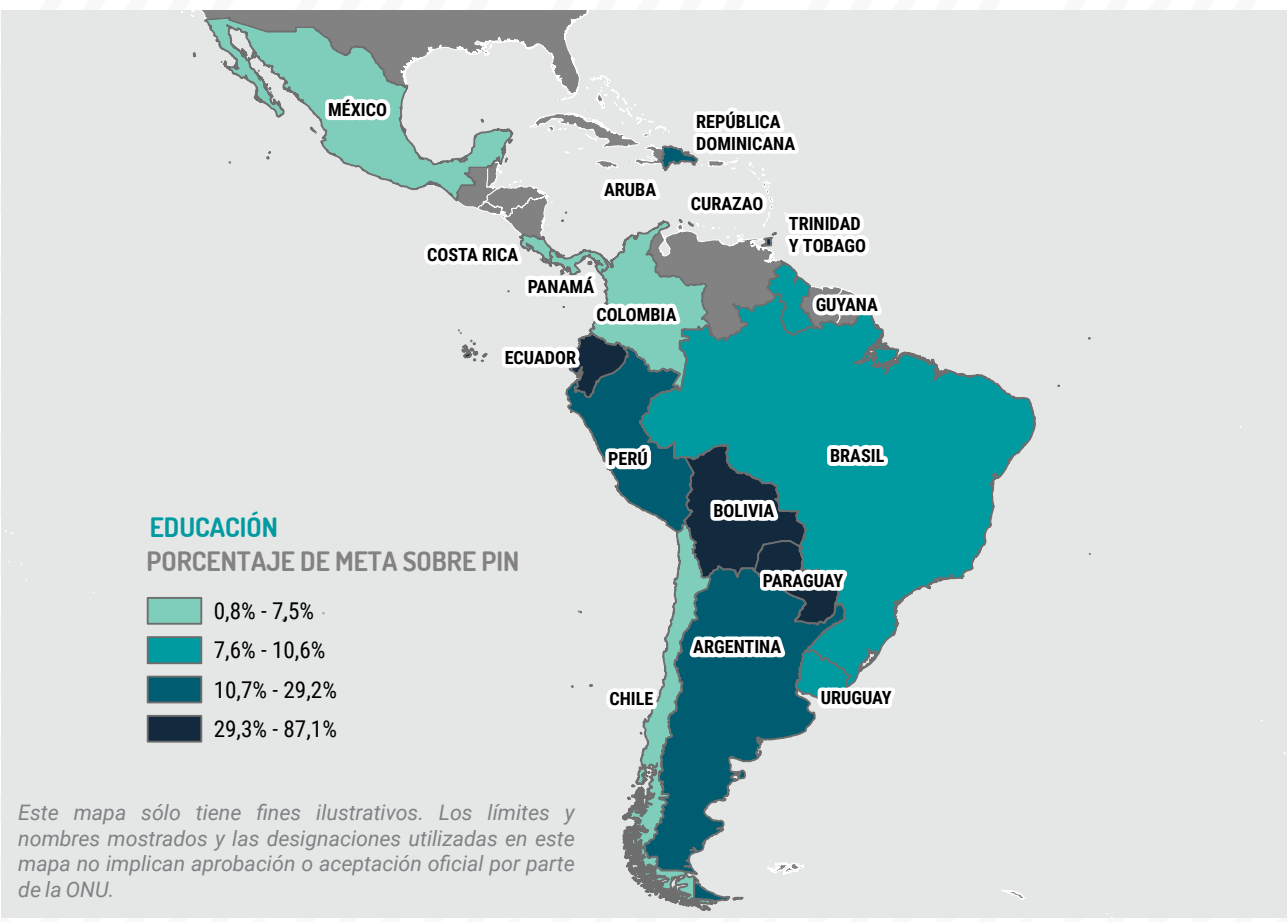 MÉXICO
REPÚBLICA
DOMINICANA
ARUBA
CURAZAO
TRINIDAD
Y TOBAGO
COSTA RICA
PANAMÁ
GUYANA
COLOMBIA
ECUADOR
PERÚ
BRASIL
BOLIVIA
PARAGUAY
ARGENTINA
CHILE
URUGUAY
EDUCACIÓN
PORCENTAJE DE META SOBRE PIN
0,8% - 7,5%
7,6% - 10,6%
10,7% - 29,2%
29,3% - 87,1%
Este mapa sólo tiene fines ilustrativos. Los límites y
nombres mostrados y las designaciones utilizadas en este
mapa no implican aprobación o aceptación oficial por parte
de la ONU.